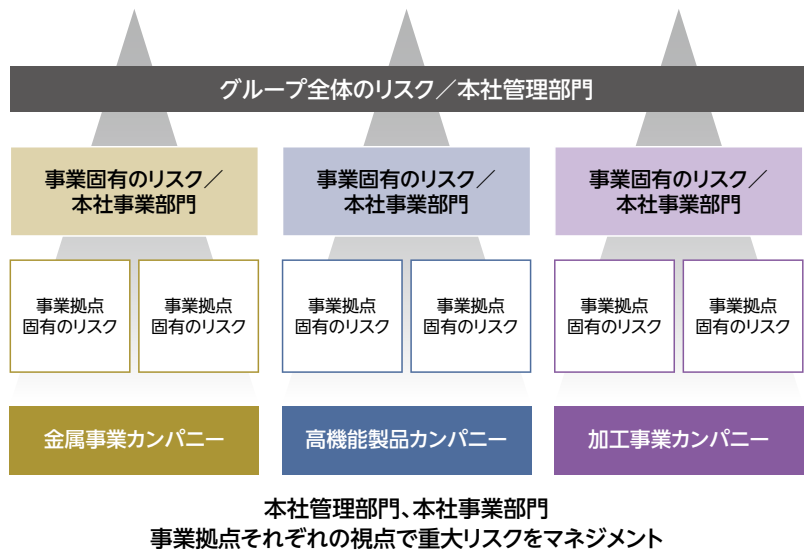 グループ全体のリスク／本社管理部門
事業固有のリスク／
本社事業部門
事業固有のリスク／
本社事業部門
事業固有のリスク／
本社事業部門
事業拠点
固有のリスク
事業拠点
固有のリスク
事業拠点
固有のリスク
事業拠点
固有のリスク
事業拠点
固有のリスク
事業拠点
固有のリスク
金属事業カンパニー
高機能製品カンパニー
加工事業カンパニー
本社管理部門、本社事業部門
事業拠点それぞれの視点で重大リスクをマネジメント